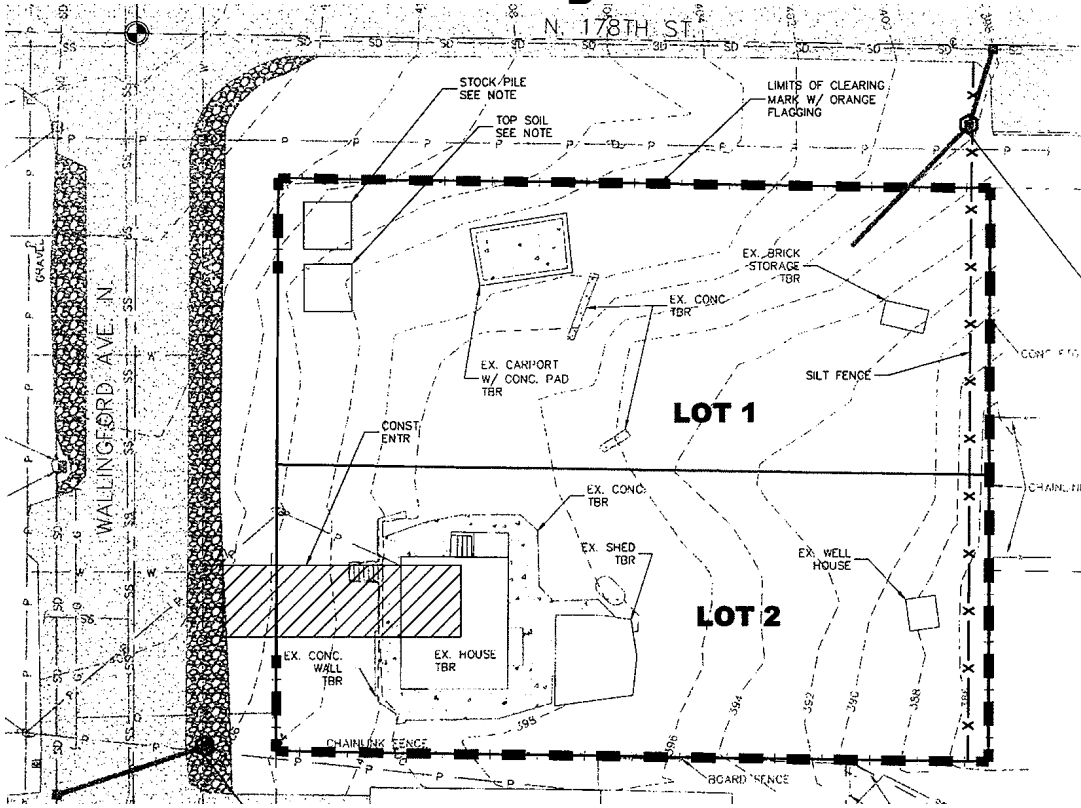 N. 178TH ST
STOCK PILE
SEE NOTE
TOP SOIL
SEE NOTE
LIMITS OF CLEARING
MARK W/ ORANGE
FLAGGING
GRAVEL
WALLINGFORD AVE. N.
EX. BRICK
STORAGE
TBR
EX. CONC
TBR
EX. CARPORT
W/ CONC. PAD
TBR
SILT FENCE
LOT 1
CONST
ENTR
EX. CONC.
TBR
EX. SHED
TBR
EX. WELL
HOUSE
LOT 2
EX. CONC.
WALL
TBR
EX. HOUSE
TBR
398
396
394
392
390
388
CHAINLINK FENCE
BOARD FENCE